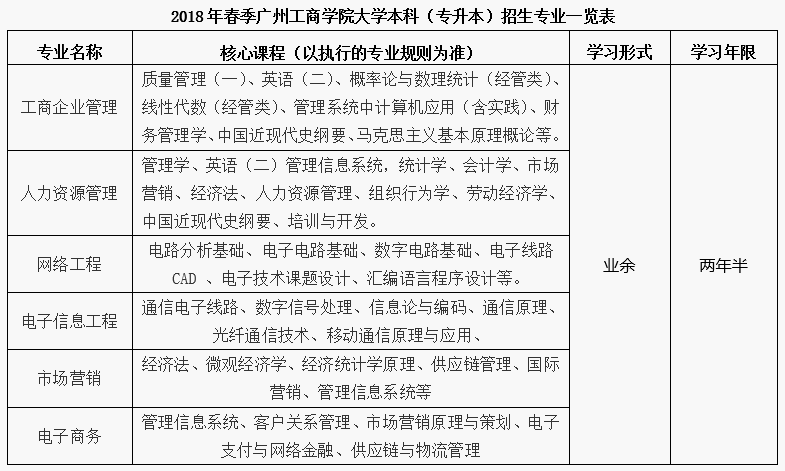 2018年春季广州工商学院大学本科（专升本）招生专业一览表
专业名称
核心课程（以执行的专业规则为准）
学习形式
学习年限
工商企业管理
质量管理（一）、英语（二）、概率论与数理统计（经管类）、
线性代数（经管类）、管理系统中计算机应用（含实践）、财
务管理学、中国近现代史纲要、马克思主义基本原理概论等。
人力资源管理
管理学、英语（二）管理信息系统，统计学、会计学、市场
营销、经济法、人力资源管理、组织行为学、劳动经济学、
中国近现代史纲要、培训与开发。
网络工程
电路分析基础、电子电路基础、数字电路基础、电子线路
CAD 、电子技术课题设计、汇编语言程序设计等。
电子信息工程
通信电子线路、数字信号处理、信息论与编码、通信原理、
光纤通信技术、移动通信原理与应用、
市场营销
经济法、微观经济学、经济统计学原理、供应链管理、国际
营销、管理信息系统等
电子商务
管理信息系统、客户关系管理、市场营销原理与策划、电子
支付与网络金融、供应链与物流管理
业余
两年半